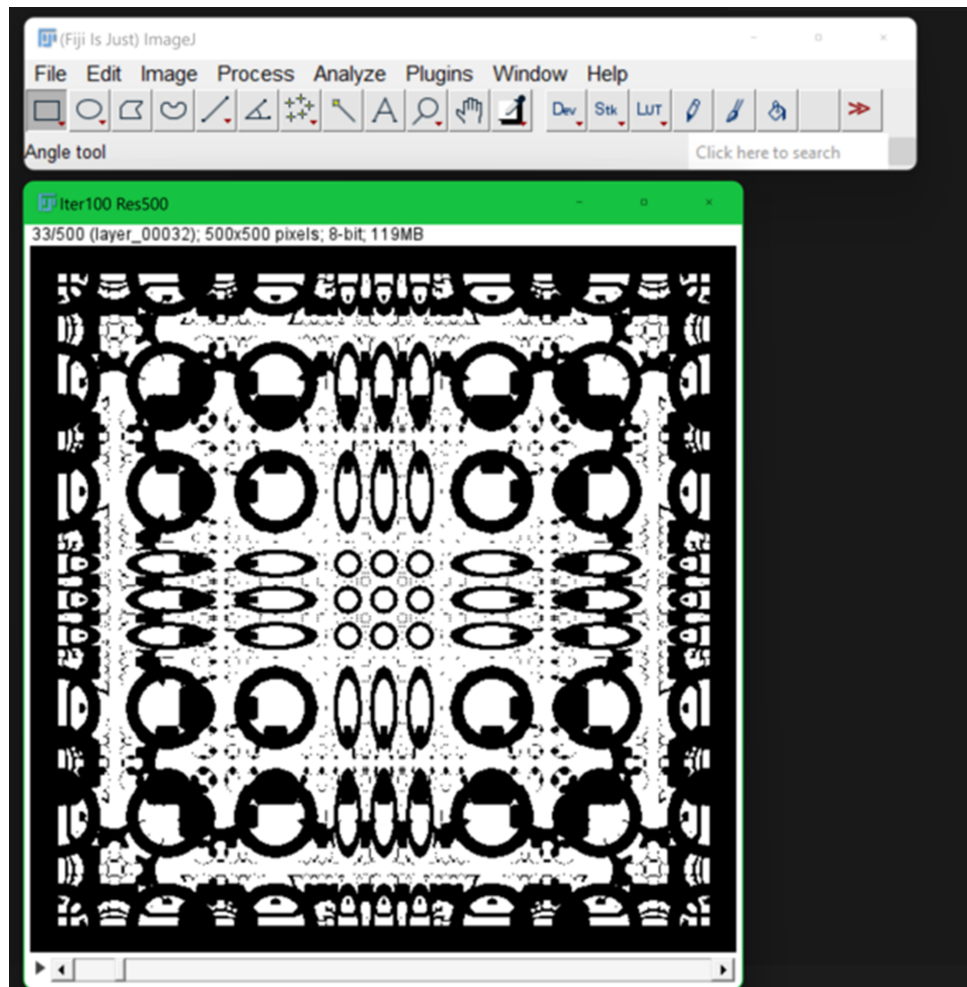 (Fiji Is Just) ImageJ
File Edit Image Process Analyze Plugins Window Help
A Dev Stk LUT >>
Angle tool Click here to search
Iter100 Res500
33/500 (layer_00032); 500x500 pixels; 8-bit; 119MB